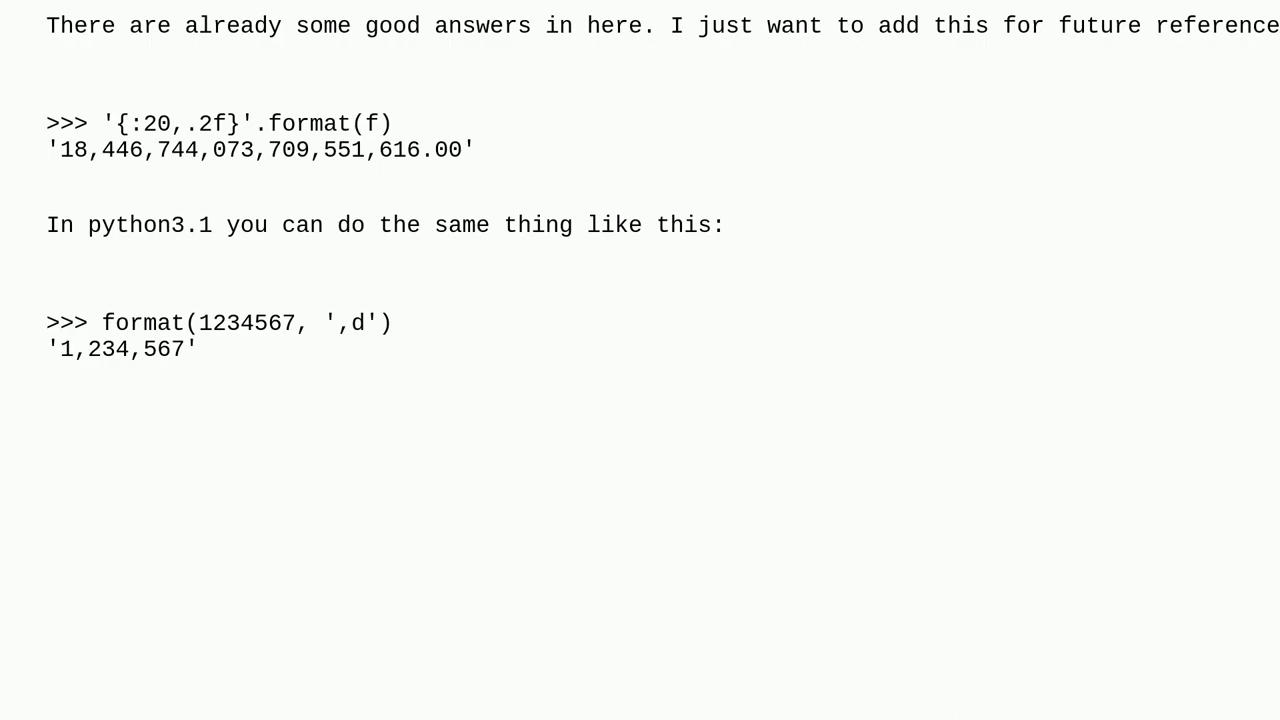 There are already some good answers in here. I just want to add this for future reference
>>> '{:20,.2f}'.format(f)
'18,446,744,073,709,551,616.00'
In python3.1 you can do the same thing like this:
>>> format(1234567, ',d')
'1,234,567'